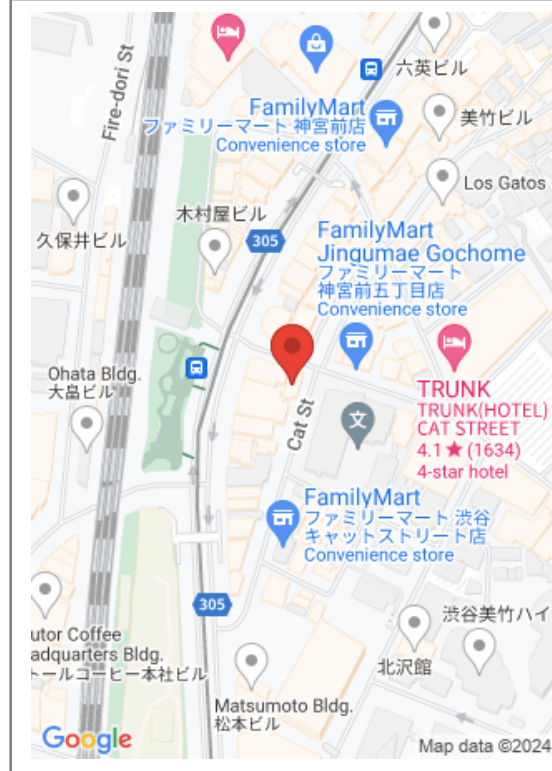 六英ビル
Fire-dori St
FamilyMart
ファミリーマート 神宮前店
Convenience store
美竹ビル
Los Gatos
久保井ビル
木村屋ビル
305
FamilyMart
Jingumae Gochome
ファミリーマート
神宮前五丁目店
Convenience store
Ohata Bldg.
大畠ビル
Cat St
文
TRUNK
TRUNK(HOTEL)
CAT STREET
4.1★ (1634)
4-star hotel
FamilyMart
ファミリーマート 渋谷
キャットストリート店
Convenience store
305
utor Coffee
adquarters Bldg.
トールコーヒー本社ビル
渋谷美竹ハイ
北沢館
Matsumoto Bldg.
松本ビル
Google
Map data ©2024